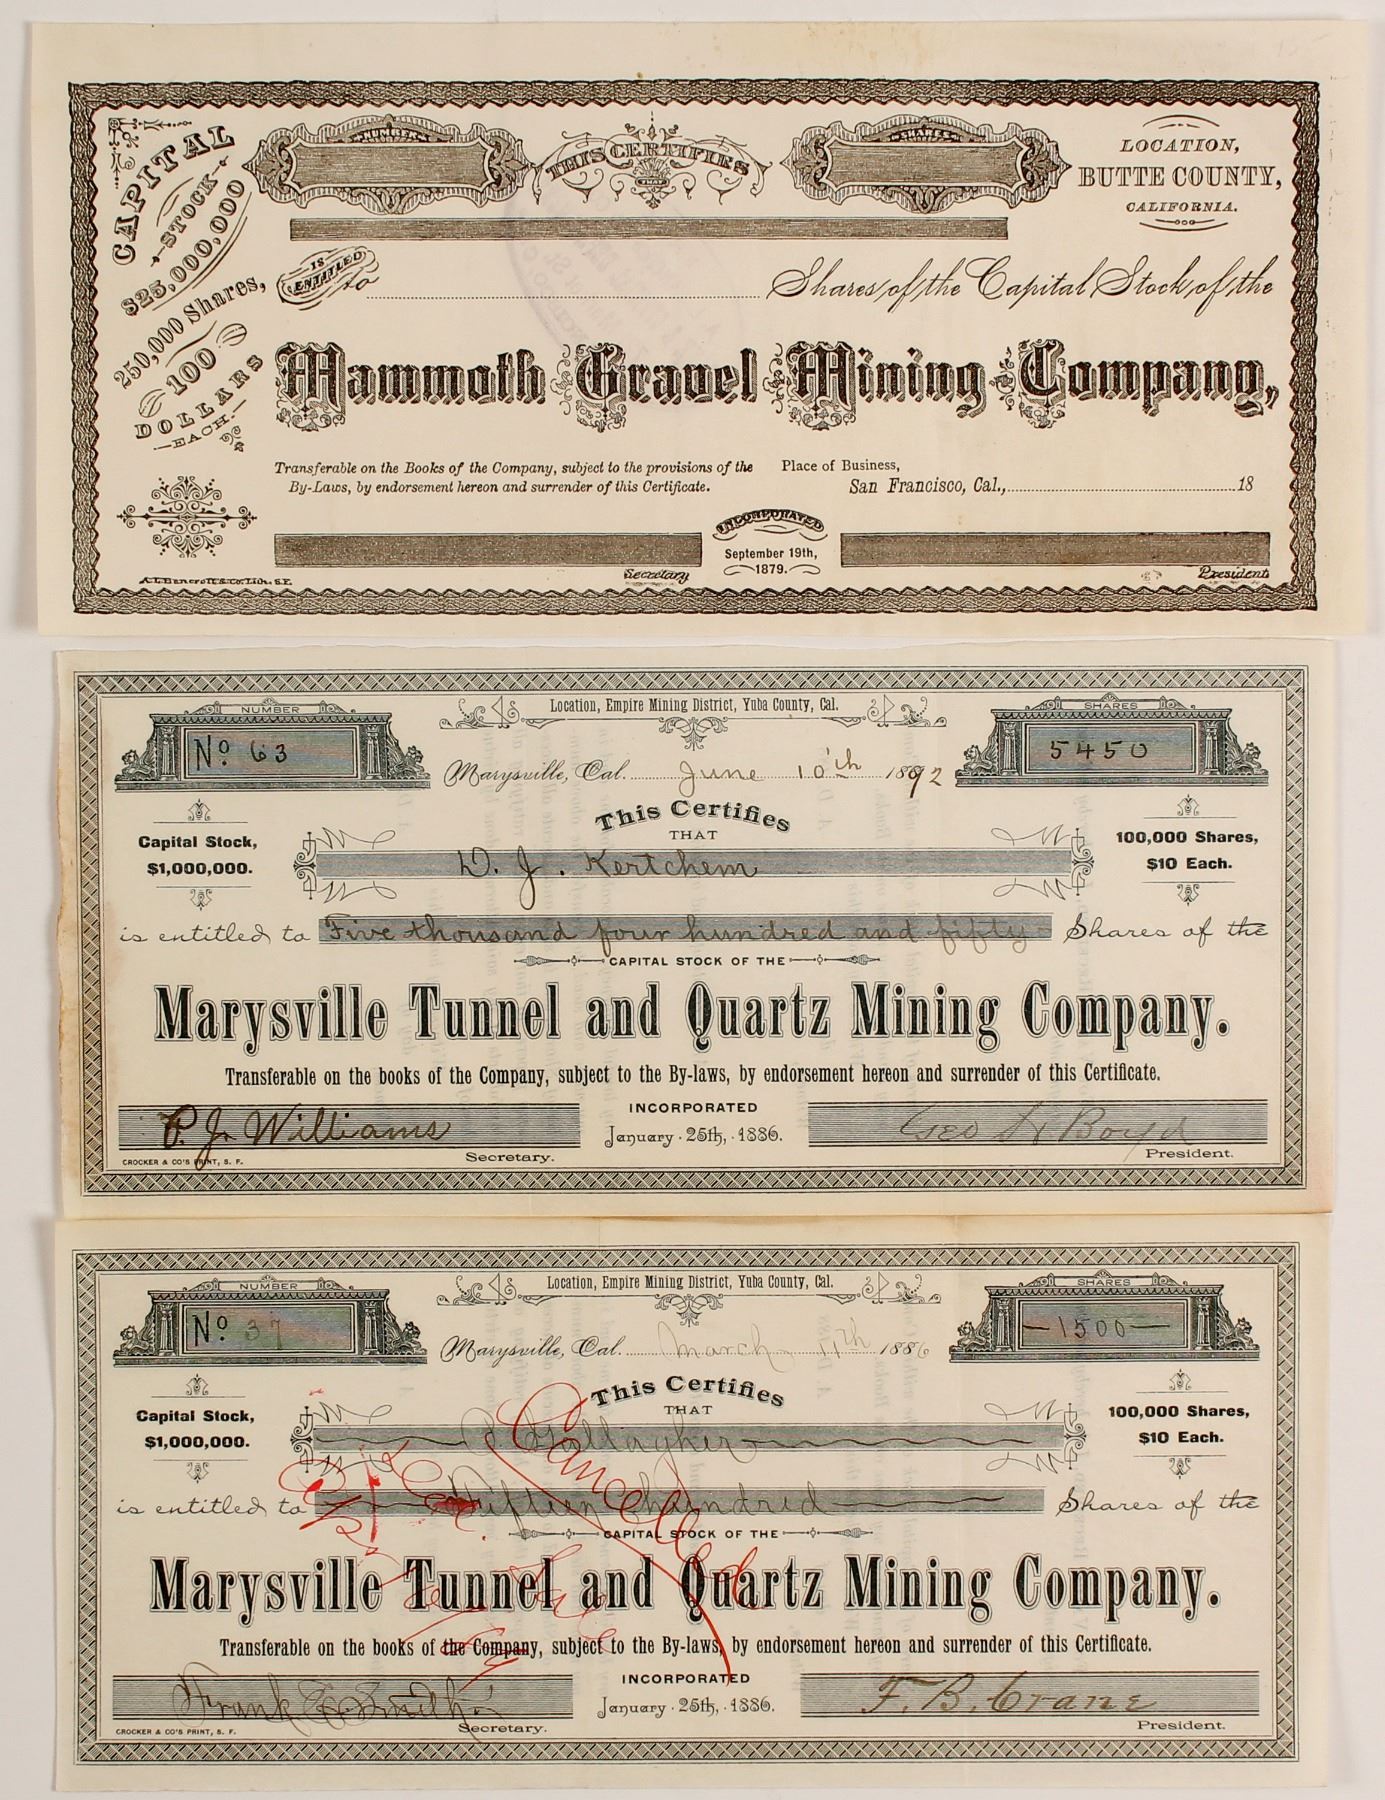 CAPITAL STOCK $25,000,000
250,000 Shares,
100 DOLLARS
EACH.
NUMBER
THIS CERTIFIES
THAT
SHARES
LOCATION,
BUTTE COUNTY,
CALIFORNIA.
IS ENTITLED to Shares of the Capital Stock of the
Mammoth Gravel Mining Company,
Transferable on the Books of the Company, subject to the provisions of the
By-Laws, by endorsement hereon and surrender of this Certificate.
Place of Business,
San Francisco, Cal., 18
INCORPORATED
September 19th,
1879.
Secretary
President
A.L. Bancroft & Co. Lith. S.F.
NUMBER
Location, Empire Mining District, Yuba County, Cal.
SHARES
No 63
5450
Marysville, Cal. June 10th 1892
This Certifies
THAT
Capital Stock,
$1,000,000.
100,000 Shares,
$10 Each.
D. J. Kertchem
is entitled to Five thousand four hundred and fifty Shares of the
CAPITAL STOCK OF THE
Marysville Tunnel and Quartz Mining Company.
Transferable on the books of the Company, subject to the By-laws, by endorsement hereon and surrender of this Certificate.
INCORPORATED
P. J. Williams
January 25th, 1886.
Geo Boyd
Secretary.
President.
CROCKER & CO'S PRINT, S. F.
NUMBER
Location, Empire Mining District, Yuba County, Cal.
SHARES
No 37
1500
Marysville, Cal. March 11th 1886
This Certifies
THAT
Capital Stock,
$1,000,000.
100,000 Shares,
$10 Each.
Gallagher
Cancelled
is entitled to Fifteen hundred Shares of the
CAPITAL STOCK OF THE
Marysville Tunnel and Quartz Mining Company.
Transferable on the books of the Company, subject to the By-laws, by endorsement hereon and surrender of this Certificate.
INCORPORATED
Frank Smith
January 25th, 1886.
F. B. Crane
Secretary.
President.
CROCKER & CO'S PRINT, S. F.